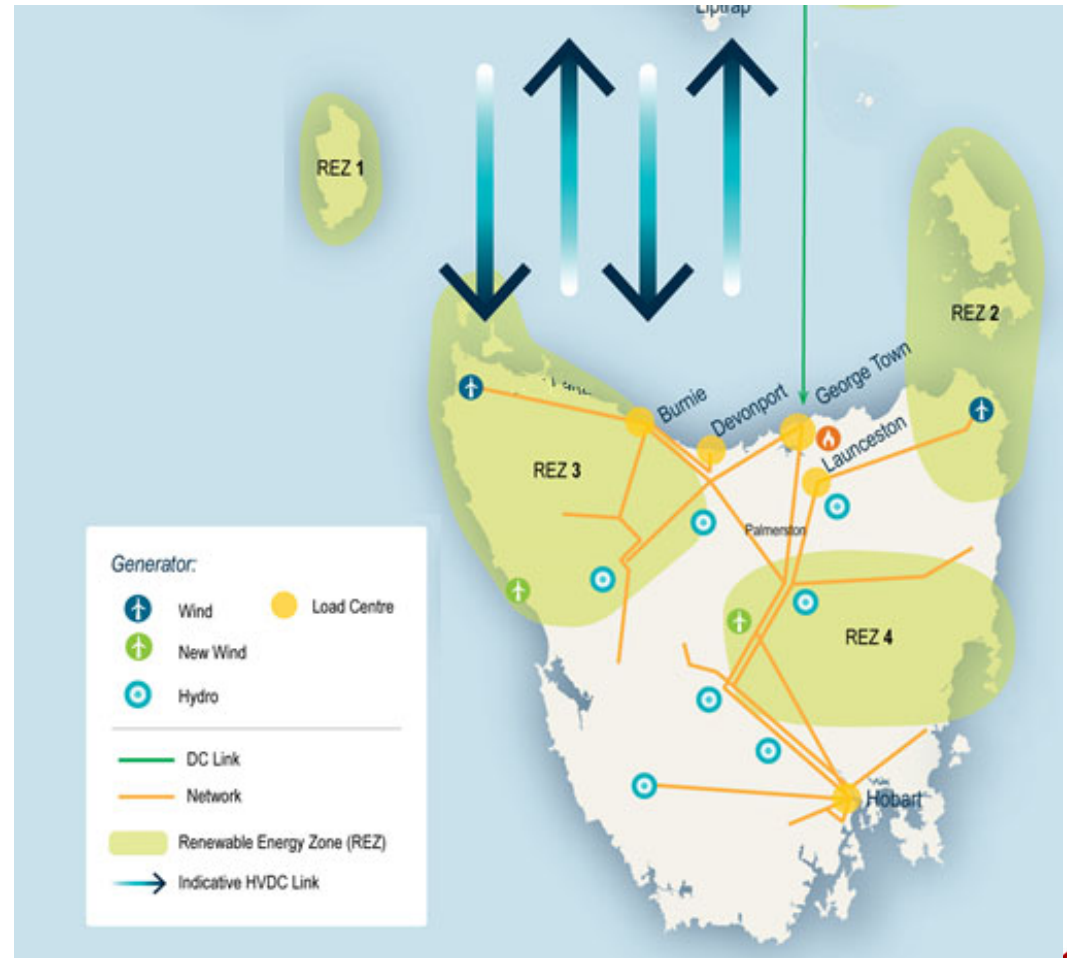 Liptrap
REZ 1
REZ 2
George Town
Burnie
Devonport
Launceston
REZ 3
Palmerston
Generator:
Wind
Load Centre
New Wind
REZ 4
Hydro
DC Link
Network
Hobart
Renewable Energy Zone (REZ)
Indicative HVDC Link